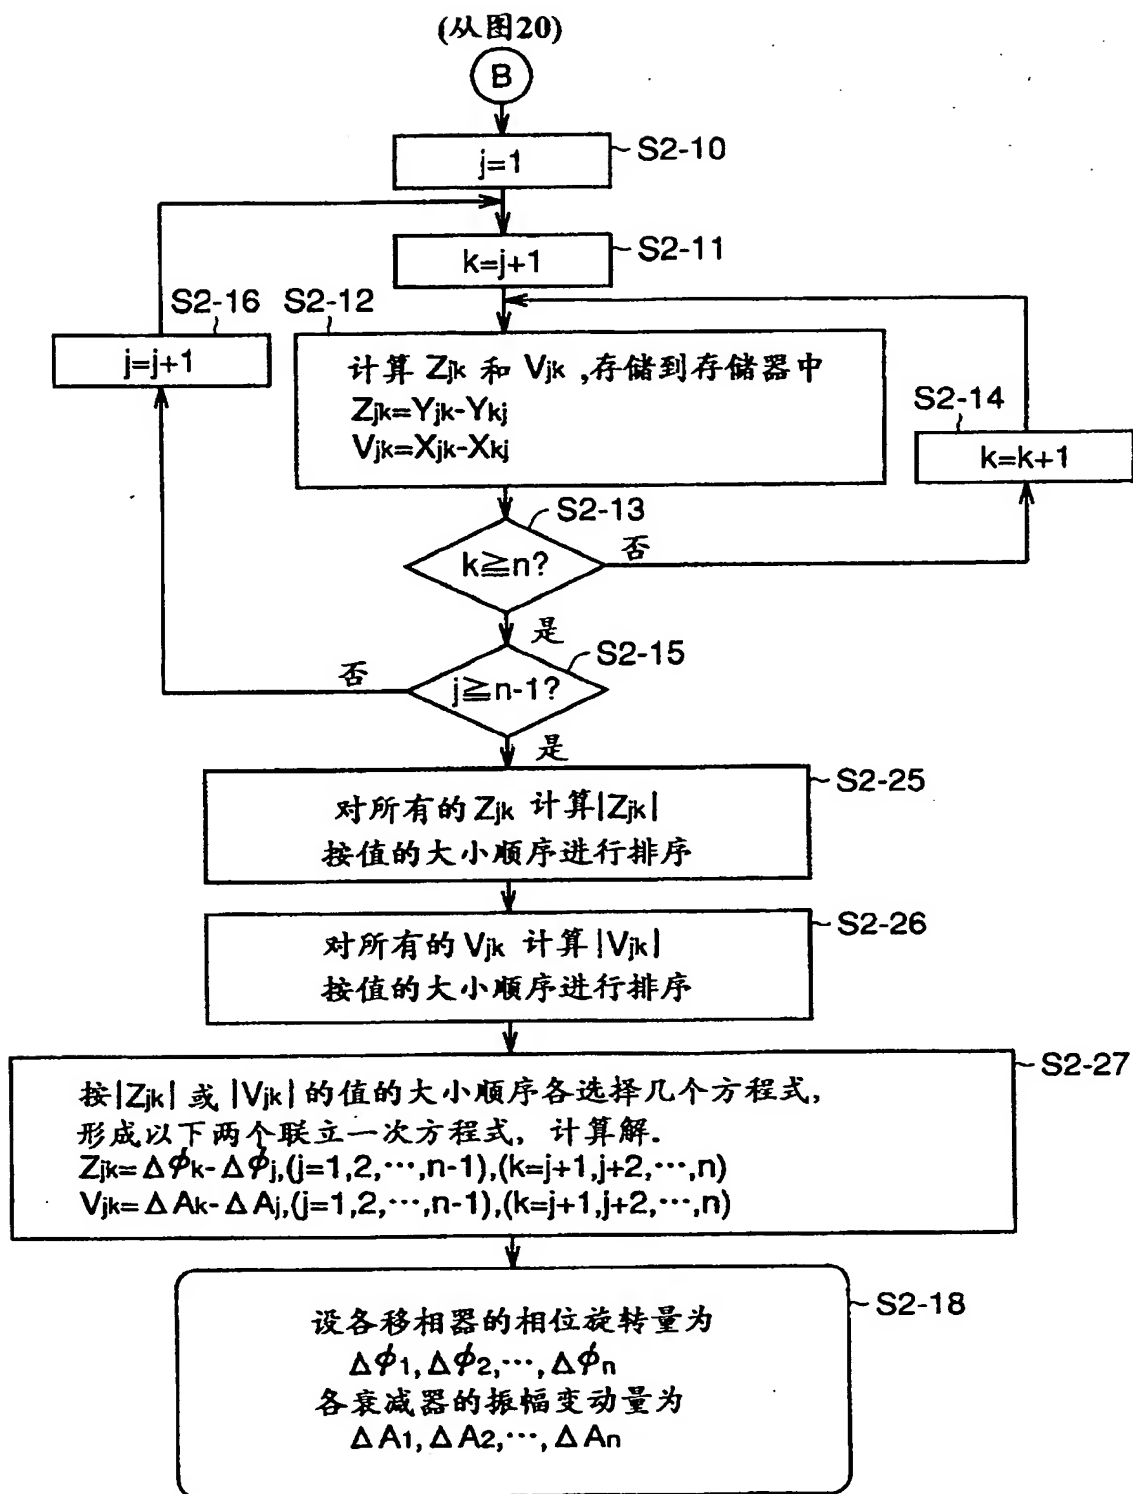 (从图20)
B
j=1
S2-10
k=j+1
S2-11
S2-16
j=j+1
S2-12
计算 Zjk 和 Vjk ,存储到存储器中
Zjk=Yjk-Ykj
Vjk=Xjk-Xkj
S2-14
k=k+1
S2-13
k≧n?
否
是
S2-15
j≧n-1?
否
是
S2-25
对所有的 Zjk 计算|Zjk|
按值的大小顺序进行排序
S2-26
对所有的 Vjk 计算|Vjk|
按值的大小顺序进行排序
S2-27
按|Zjk| 或 |Vjk| 的值的大小顺序各选择几个方程式,
形成以下两个联立一次方程式, 计算解.
Zjk=Δϕk-Δϕj,(j=1,2,···,n-1),(k=j+1,j+2,···,n)
Vjk=ΔAk-ΔAj,(j=1,2,···,n-1),(k=j+1,j+2,···,n)
S2-18
设各移相器的相位旋转量为
Δϕ1,Δϕ2,···,Δϕn
各衰减器的振幅变动量为
ΔA1,ΔA2,···,ΔAn